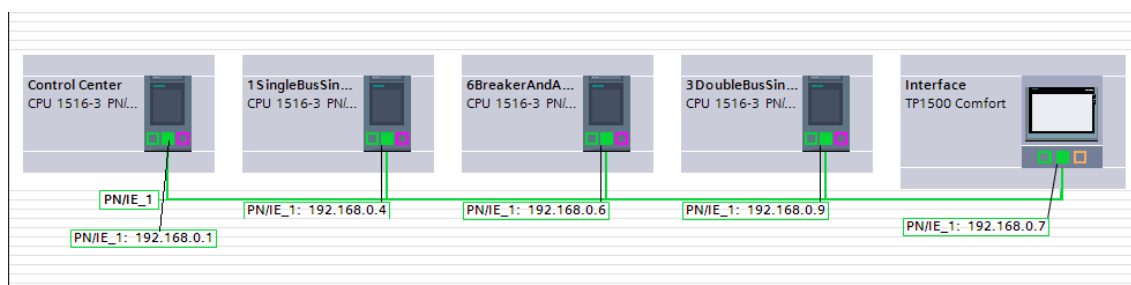 Control Center
CPU 1516-3 PN/...
1SingleBusSin...
CPU 1516-3 PN/...
6BreakerAndA...
CPU 1516-3 PN/...
3DoubleBusSin...
CPU 1516-3 PN/...
Interface
TP1500 Comfort
PN/IE_1
PN/IE_1: 192.168.0.1
PN/IE_1: 192.168.0.4
PN/IE_1: 192.168.0.6
PN/IE_1: 192.168.0.9
PN/IE_1: 192.168.0.7